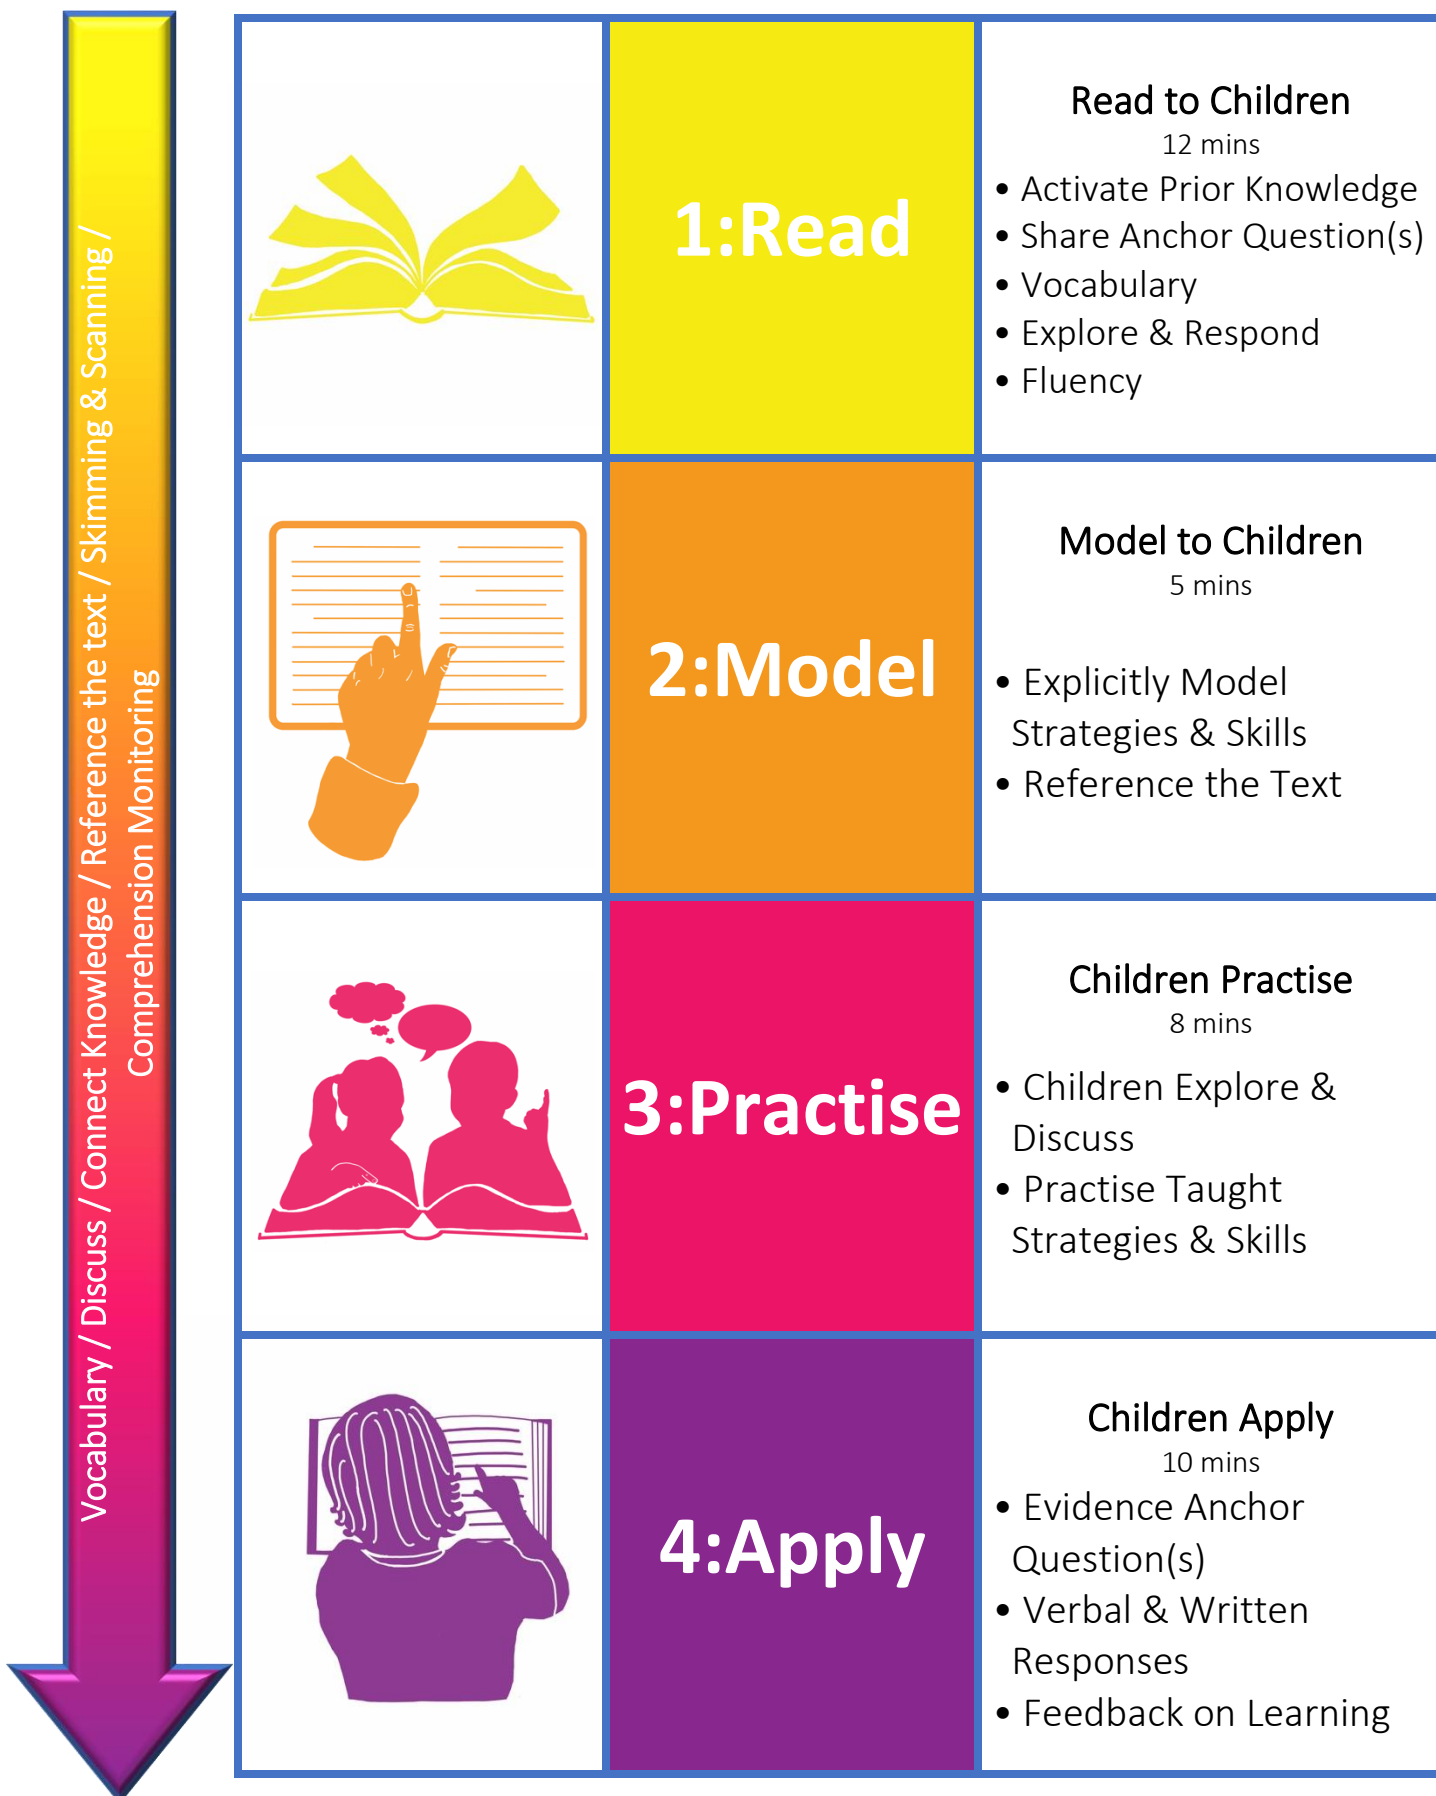 Vocabulary / Discuss / Connect Knowledge / Reference the text / Skimming & Scanning /
Comprehension Monitoring
1:Read
Read to Children
12 mins
• Activate Prior Knowledge
• Share Anchor Question(s)
• Vocabulary
• Explore & Respond
• Fluency
2:Model
Model to Children
5 mins
• Explicitly Model
Strategies & Skills
• Reference the Text
3:Practise
Children Practise
8 mins
• Children Explore &
Discuss
• Practise Taught
Strategies & Skills
4:Apply
Children Apply
10 mins
• Evidence Anchor
Question(s)
• Verbal & Written
Responses
• Feedback on Learning